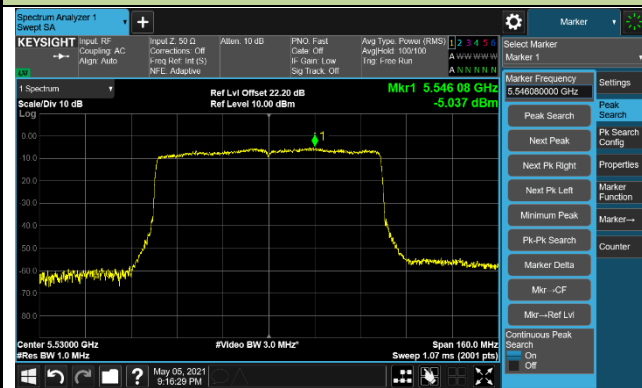 Spectrum Analyzer 1
Swept SA
+
Marker
KEYSIGHT
Input: RF
Coupling: AC
Align: Auto
Input Z: 50 Ω
Corrections: Off
Freq Ref: Int (S)
NFE: Adaptive
Atten: 10 dB
PNO: Fast
Gate: Off
IF Gain: Low
Sig Track: Off
Avg Type: Power (RMS)
Avg|Hold: 100/100
Trig: Free Run
1 2 3 4 5 6
A W W W W W
A N N N N N
LXI
Select Marker
Marker 1
1 Spectrum
Scale/Div 10 dB
Log
Ref Lvl Offset 22.20 dB
Ref Level 10.00 dBm
Mkr1 5.546 08 GHz
-5.037 dBm
1
0.00
-10.0
-20.0
-30.0
-40.0
-50.0
-60.0
-70.0
-80.0
Center 5.53000 GHz
#Res BW 1.0 MHz
#Video BW 3.0 MHz*
Span 160.0 MHz
Sweep 1.07 ms (2001 pts)
Marker Frequency
5.546080000 GHz
Peak Search
Next Peak
Next Pk Right
Next Pk Left
Minimum Peak
Pk-Pk Search
Marker Delta
Mkr→CF
Mkr→Ref Lvl
Continuous Peak
Search
On
Off
Settings
Peak
Search
Pk Search
Config
Properties
Marker
Function
Marker→
Counter
?
May 05, 2021
9:16:29 PM